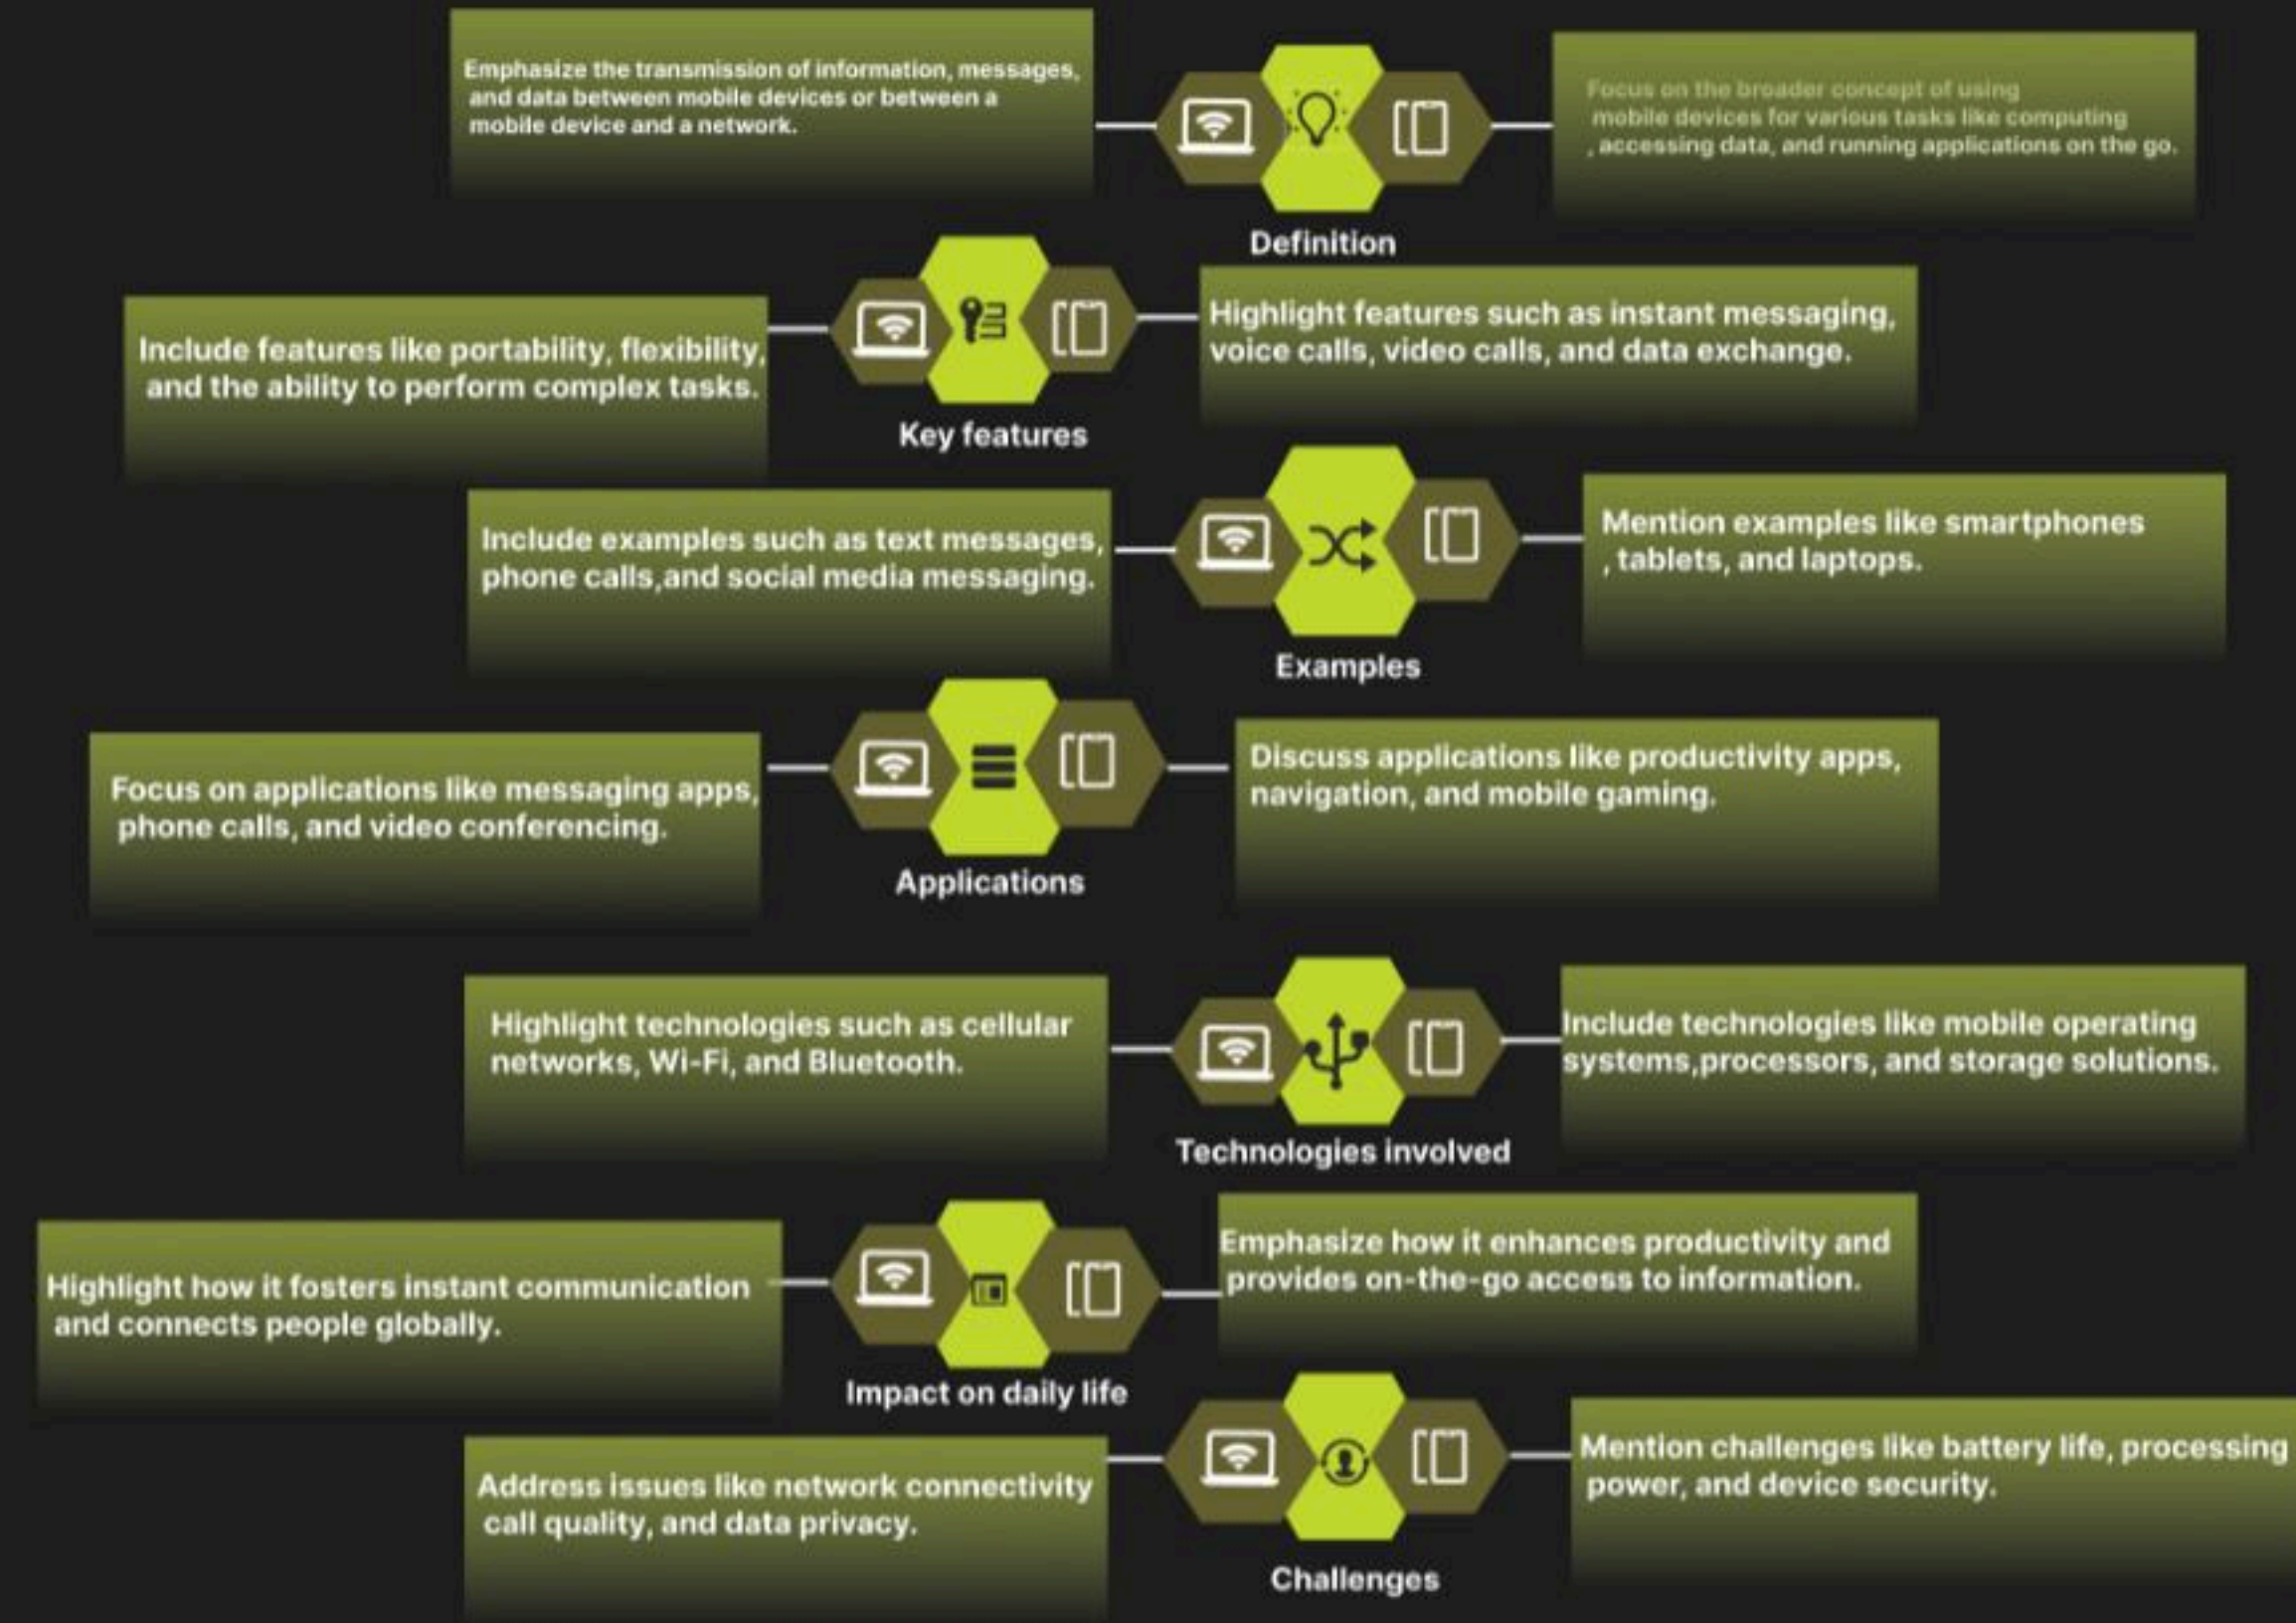 Emphasize the transmission of information, messages,
and data between mobile devices or between a
mobile device and a network.
Focus on the broader concept of using
mobile devices for various tasks like computing
, accessing data, and running applications on the go.
Definition
Include features like portability, flexibility,
and the ability to perform complex tasks.
Highlight features such as instant messaging,
voice calls, video calls, and data exchange.
Key features
Include examples such as text messages,
phone calls,and social media messaging.
Mention examples like smartphones
, tablets, and laptops.
Examples
Focus on applications like messaging apps,
phone calls, and video conferencing.
Discuss applications like productivity apps,
navigation, and mobile gaming.
Applications
Highlight technologies such as cellular
networks, Wi-Fi, and Bluetooth.
Include technologies like mobile operating
systems,processors, and storage solutions.
Technologies involved
Highlight how it fosters instant communication
and connects people globally.
Emphasize how it enhances productivity and
provides on-the-go access to information.
Impact on daily life
Address issues like network connectivity
call quality, and data privacy.
Mention challenges like battery life, processing
power, and device security.
Challenges